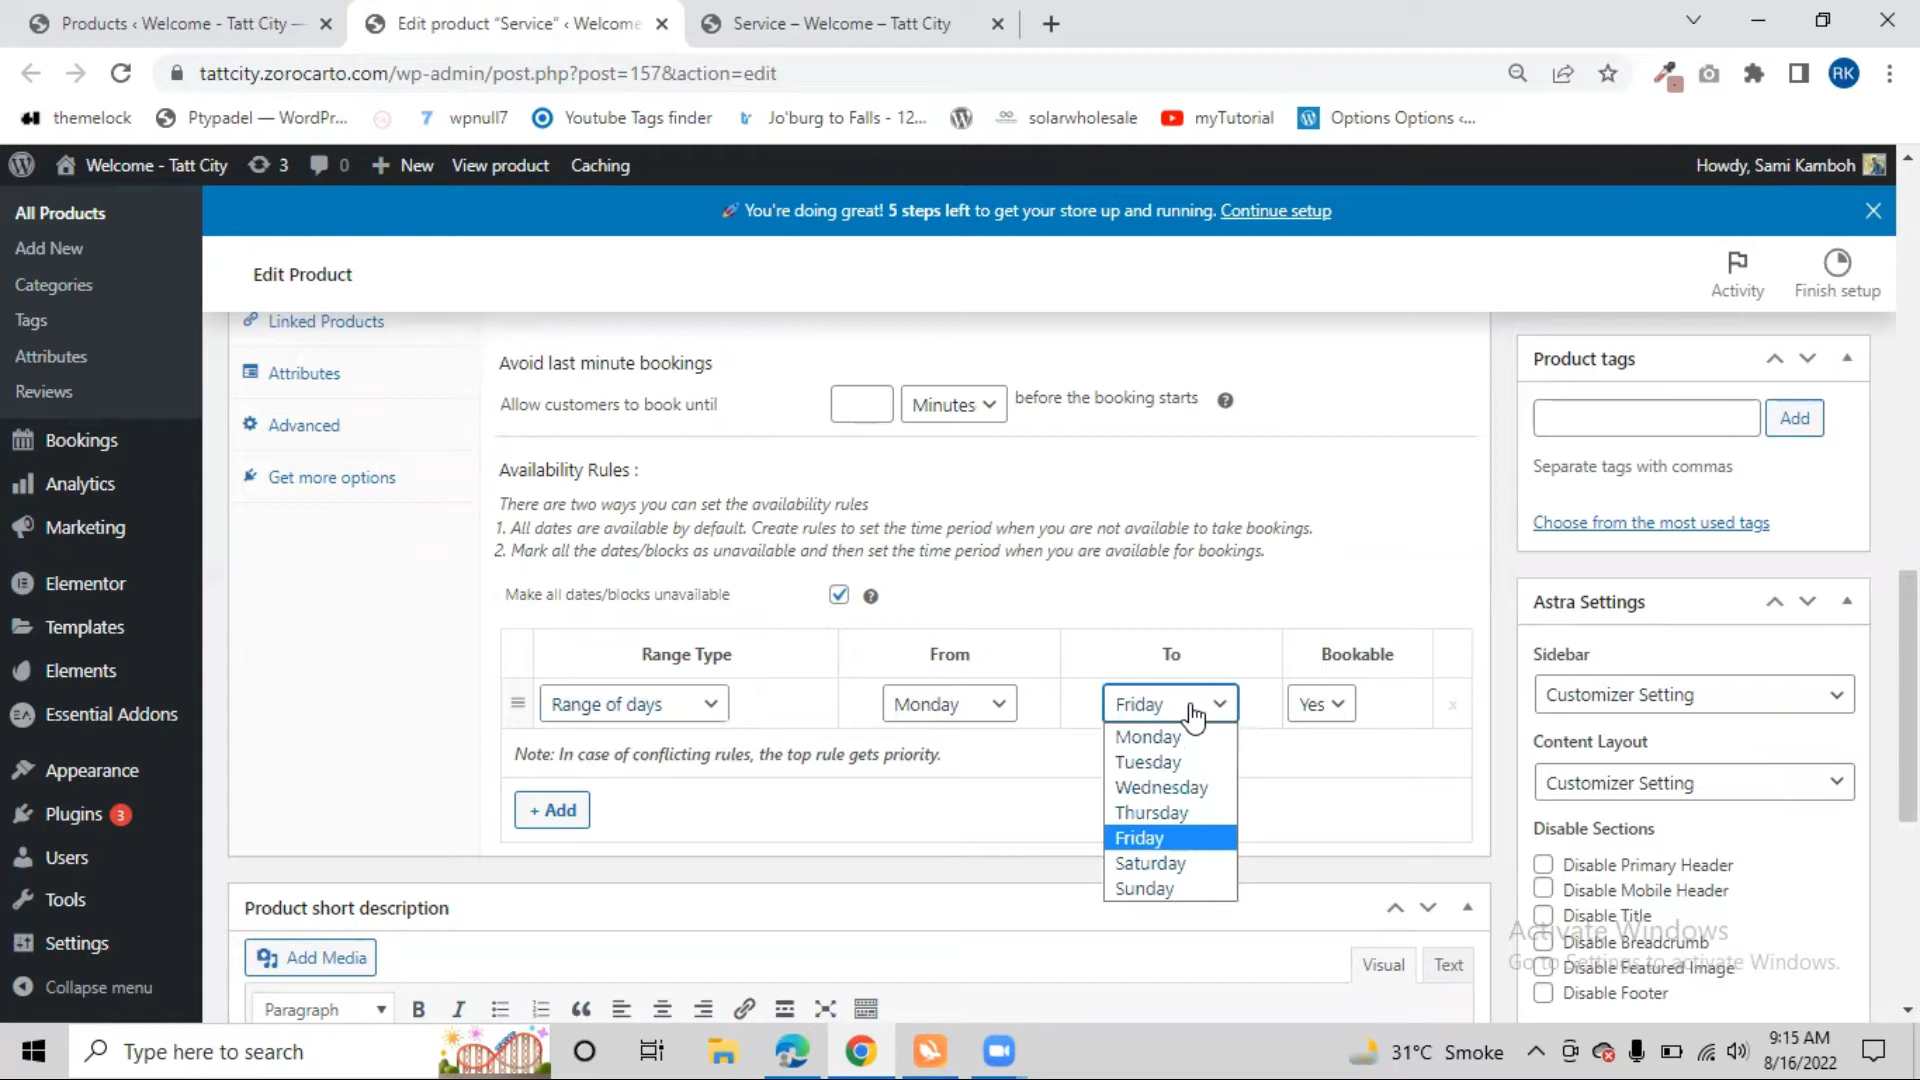 Products ‹ Welcome - Tatt City —
Edit product “Service” ‹ Welcome
Service – Welcome – Tatt City
tattcity.zorocarto.com/wp-admin/post.php?post=157&action=edit
RK
themelock
Ptypadel — WordPr...
wpnull7
Youtube Tags finder
Jo'burg to Falls - 12...
solarwholesale
myTutorial
Options Options ‹...
Welcome - Tatt City
3
0
+ New
View product
Caching
Howdy, Sami Kamboh
All Products
Add New
Categories
Tags
Attributes
Reviews
Bookings
Analytics
Marketing
Elementor
Templates
Elements
Essential Addons
Appearance
Plugins 3
Users
Tools
Settings
Collapse menu
You're doing great! 5 steps left to get your store up and running. Continue setup
Edit Product
Activity
Finish setup
Linked Products
Attributes
Advanced
Get more options
Avoid last minute bookings
Allow customers to book until
Minutes
before the booking starts
Availability Rules :
There are two ways you can set the availability rules
1. All dates are available by default. Create rules to set the time period when you are not available to take bookings.
2. Mark all the dates/blocks as unavailable and then set the time period when you are available for bookings.
Make all dates/blocks unavailable
Range Type
From
To
Bookable
Range of days
Monday
Friday
Yes
x
Monday
Tuesday
Wednesday
Thursday
Friday
Saturday
Sunday
Note: In case of conflicting rules, the top rule gets priority.
+ Add
Product short description
Add Media
Visual
Text
Paragraph
Product tags
Add
Separate tags with commas
Choose from the most used tags
Astra Settings
Sidebar
Customizer Setting
Content Layout
Customizer Setting
Disable Sections
Disable Primary Header
Disable Mobile Header
Disable Title
Disable Breadcrumb
Disable Featured Image
Disable Footer
Activate Windows
Go to Settings to activate Windows.
Type here to search
31°C Smoke
9:15 AM
8/16/2022